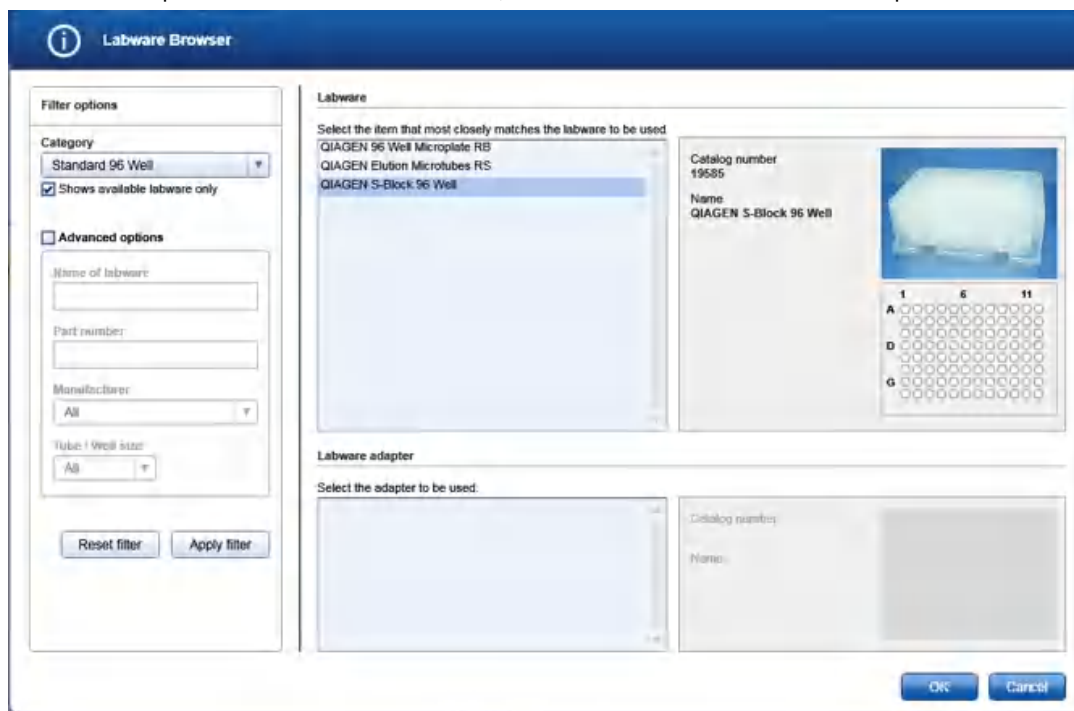 Labware Browser
Filter options
Category
Standard 96 Well
Shows available labware only
Advanced options
Name of labware
Part number
Manufacturer
All
Tube / Well size
All
Reset filter
Apply filter
Labware
Select the item that most closely matches the labware to be used
QIAGEN 96 Well Microplate RB
QIAGEN Elution Microtubes RS
QIAGEN S-Block 96 Well
Catalog number
19585
Name
QIAGEN S-Block 96 Well
1 6 11
A
D
G
Labware adapter
Select the adapter to be used.
Catalog number
Name
OK
Cancel